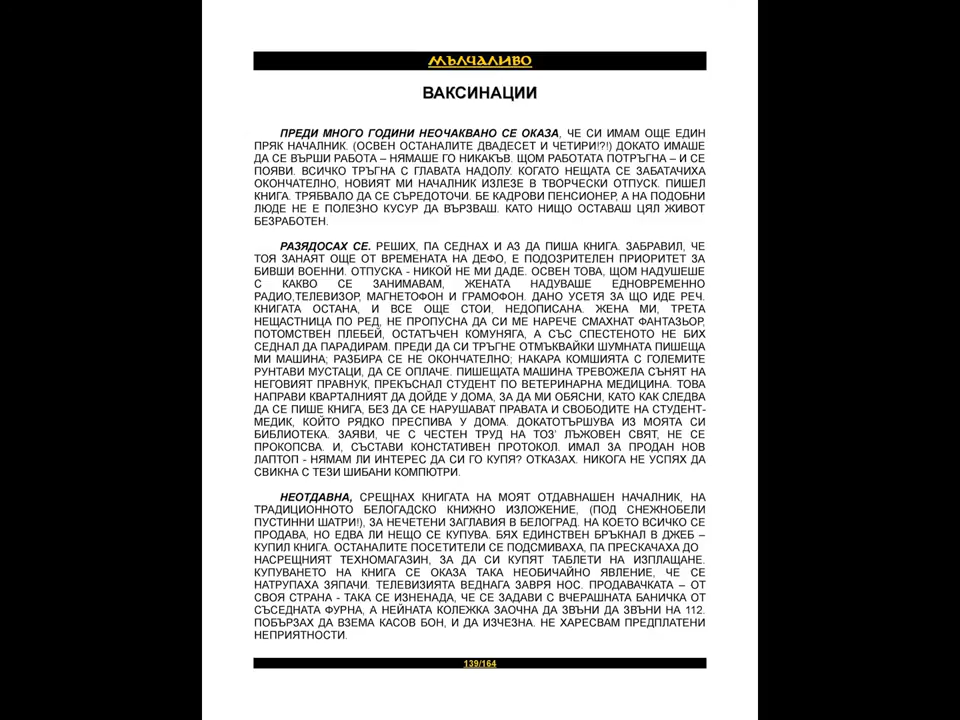 МЪЛЧАЛИВО
ВАКСИНАЦИИ
ПРЕДИ МНОГО ГОДИНИ НЕОЧАКВАНО СЕ ОКАЗА, ЧЕ СИ ИМАМ ОЩЕ ЕДИН
ПРЯК НАЧАЛНИК. (ОСВЕН ОСТАНАЛИТЕ ДВАДЕСЕТ И ЧЕТИРИ!?!) ДОКАТО ИМАШЕ
ДА СЕ ВЪРШИ РАБОТА – НЯМАШЕ ГО НИКАКЪВ. ЩОМ РАБОТАТА ПОТРЪГНА – И СЕ
ПОЯВИ. ВСИЧКО ТРЪГНА С ГЛАВАТА НАДОЛУ. КОГАТО НЕЩАТА СЕ ЗАБАТАЧИХА
ОКОНЧАТЕЛНО, НОВИЯТ МИ НАЧАЛНИК ИЗЛЕЗЕ В ТВОРЧЕСКИ ОТПУСК. ПИШЕЛ
КНИГА. ТРЯБВАЛО ДА СЕ СЪРЕДОТОЧИ. БЕ КАДРОВИ ПЕНСИОНЕР, А НА ПОДОБНИ
ЛЮДЕ НЕ Е ПОЛЕЗНО КУСУР ДА ВЪРЗВАШ. КАТО НИЩО ОСТАВАШ ЦЯЛ ЖИВОТ
БЕЗРАБОТЕН.
РАЗЯДОСАХ СЕ. РЕШИХ, ПА СЕДНАХ И АЗ ДА ПИША КНИГА. ЗАБРАВИЛ, ЧЕ
ТОЯ ЗАНАЯТ ОЩЕ ОТ ВРЕМЕНАТА НА ДЕФО, Е ПОДОЗРИТЕЛЕН ПРИОРИТЕТ ЗА
БИВШИ ВОЕННИ. ОТПУСКА - НИКОЙ НЕ МИ ДАДЕ. ОСВЕН ТОВА, ЩОМ НАДУШЕШЕ
С КАКВО СЕ ЗАНИМАВАМ, ЖЕНАТА НАДУВАШЕ ЕДНОВРЕМЕННО
РАДИО,ТЕЛЕВИЗОР, МАГНЕТОФОН И ГРАМОФОН. ДАНО УСЕТЯ ЗА ЩО ИДЕ РЕЧ.
КНИГАТА ОСТАНА, И ВСЕ ОЩЕ СТОИ, НЕДОПИСАНА. ЖЕНА МИ, ТРЕТА
НЕЩАСТНИЦА ПО РЕД, НЕ ПРОПУСНА ДА СИ МЕ НАРЕЧЕ СМАХНАТ ФАНТАЗЬОР,
ПОТОМСТВЕН ПЛЕБЕЙ, ОСТАТЪЧЕН КОМУНЯГА, А СЪС СПЕСТЕНОТО НЕ БИХ
СЕДНАЛ ДА ПАРАДИРАМ. ПРЕДИ ДА СИ ТРЪГНЕ ОТМЪКВАЙКИ ШУМНАТА ПИШЕЩА
МИ МАШИНА; РАЗБИРА СЕ НЕ ОКОНЧАТЕЛНО; НАКАРА КОМШИЯТА С ГОЛЕМИТЕ
РУНТАВИ МУСТАЦИ, ДА СЕ ОПЛАЧЕ. ПИШЕЩАТА МАШИНА ТРЕВОЖЕЛА СЪНЯТ НА
НЕГОВИЯТ ПРАВНУК, ПРЕКЪСНАЛ СТУДЕНТ ПО ВЕТЕРИНАРНА МЕДИЦИНА. ТОВА
НАПРАВИ КВАРТАЛНИЯТ ДА ДОЙДЕ У ДОМА, ЗА ДА МИ ОБЯСНИ, КАТО КАК СЛЕДВА
ДА СЕ ПИШЕ КНИГА, БЕЗ ДА СЕ НАРУШАВАТ ПРАВАТА И СВОБОДИТЕ НА СТУДЕНТ-
МЕДИК, КОЙТО РЯДКО ПРЕСПИВА У ДОМА. ДОКАТОТЪРШУВА ИЗ МОЯТА СИ
БИБЛИОТЕКА. ЗАЯВИ, ЧЕ С ЧЕСТЕН ТРУД НА ТОЗ' ЛЪЖОВЕН СВЯТ, НЕ СЕ
ПРОКОПСВА. И, СЪСТАВИ КОНСТАТИВЕН ПРОТОКОЛ. ИМАЛ ЗА ПРОДАН НОВ
ЛАПТОП - НЯМАМ ЛИ ИНТЕРЕС ДА СИ ГО КУПЯ? ОТКАЗАХ. НИКОГА НЕ УСПЯХ ДА
СВИКНА С ТЕЗИ ШИБАНИ КОМПЮТРИ.
НЕОТДАВНА, СРЕЩНАХ КНИГАТА НА МОЯТ ОТДАВНАШЕН НАЧАЛНИК, НА
ТРАДИЦИОННОТО БЕЛОГАДСКО КНИЖНО ИЗЛОЖЕНИЕ, (ПОД СНЕЖНОБЕЛИ
ПУСТИННИ ШАТРИ!), ЗА НЕЧЕТЕНИ ЗАГЛАВИЯ В БЕЛОГРАД. НА КОЕТО ВСИЧКО СЕ
ПРОДАВА, НО ЕДВА ЛИ НЕЩО СЕ КУПУВА. БЯХ ЕДИНСТВЕН БРЪКНАЛ В ДЖЕБ –
КУПИЛ КНИГА. ОСТАНАЛИТЕ ПОСЕТИТЕЛИ СЕ ПОДСМИВАХА, ПА ПРЕСКАЧАХА ДО
НАСРЕЩНИЯТ ТЕХНОМАГАЗИН, ЗА ДА СИ КУПЯТ ТАБЛЕТИ НА ИЗПЛАЩАНЕ.
КУПУВАНЕТО НА КНИГА СЕ ОКАЗА ТАКА НЕОБИЧАЙНО ЯВЛЕНИЕ, ЧЕ СЕ
НАТРУПАХА ЗЯПАЧИ. ТЕЛЕВИЗИЯТА ВЕДНАГА ЗАВРЯ НОС. ПРОДАВАЧКАТА – ОТ
СВОЯ СТРАНА - ТАКА СЕ ИЗНЕНАДА, ЧЕ СЕ ЗАДАВИ С ВЧЕРАШНАТА БАНИЧКА ОТ
СЪСЕДНАТА ФУРНА, А НЕЙНАТА КОЛЕЖКА ЗАОЧНА ДА ЗВЪНИ ДА ЗВЪНИ НА 112.
ПОБЪРЗАХ ДА ВЗЕМА КАСОВ БОН, И ДА ИЗЧЕЗНА. НЕ ХАРЕСВАМ ПРЕДПЛАТЕНИ
НЕПРИЯТНОСТИ.
139/164